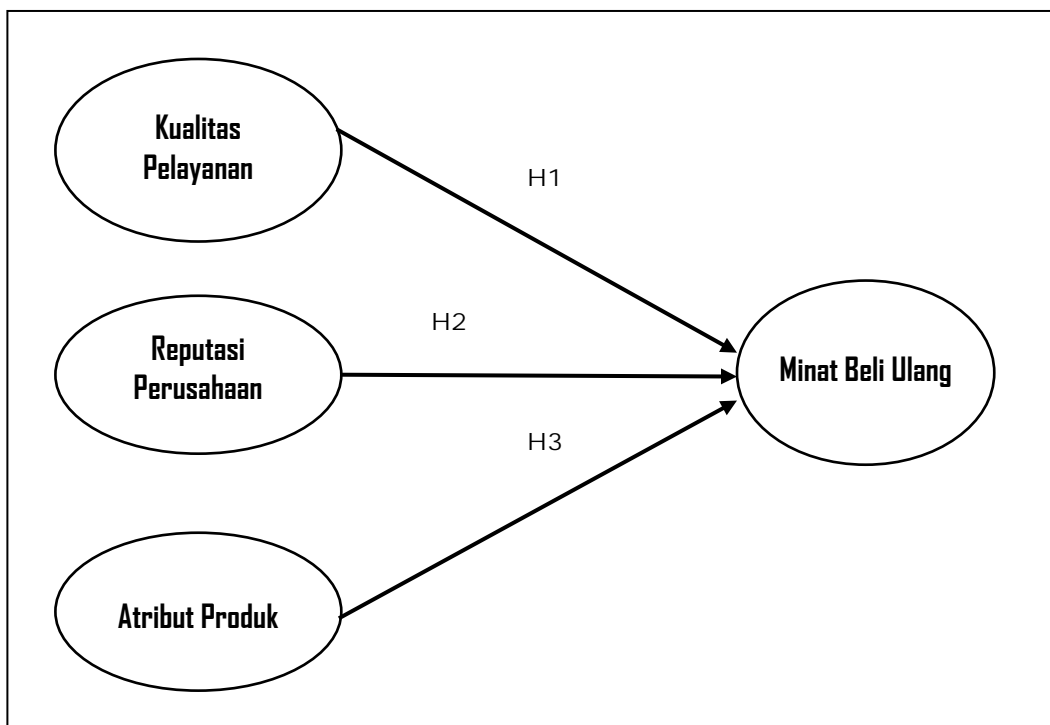 Kualitas
Pelayanan
H1
Reputasi
Perusahaan
H2
Minat Beli Ulang
H3
Atribut Produk